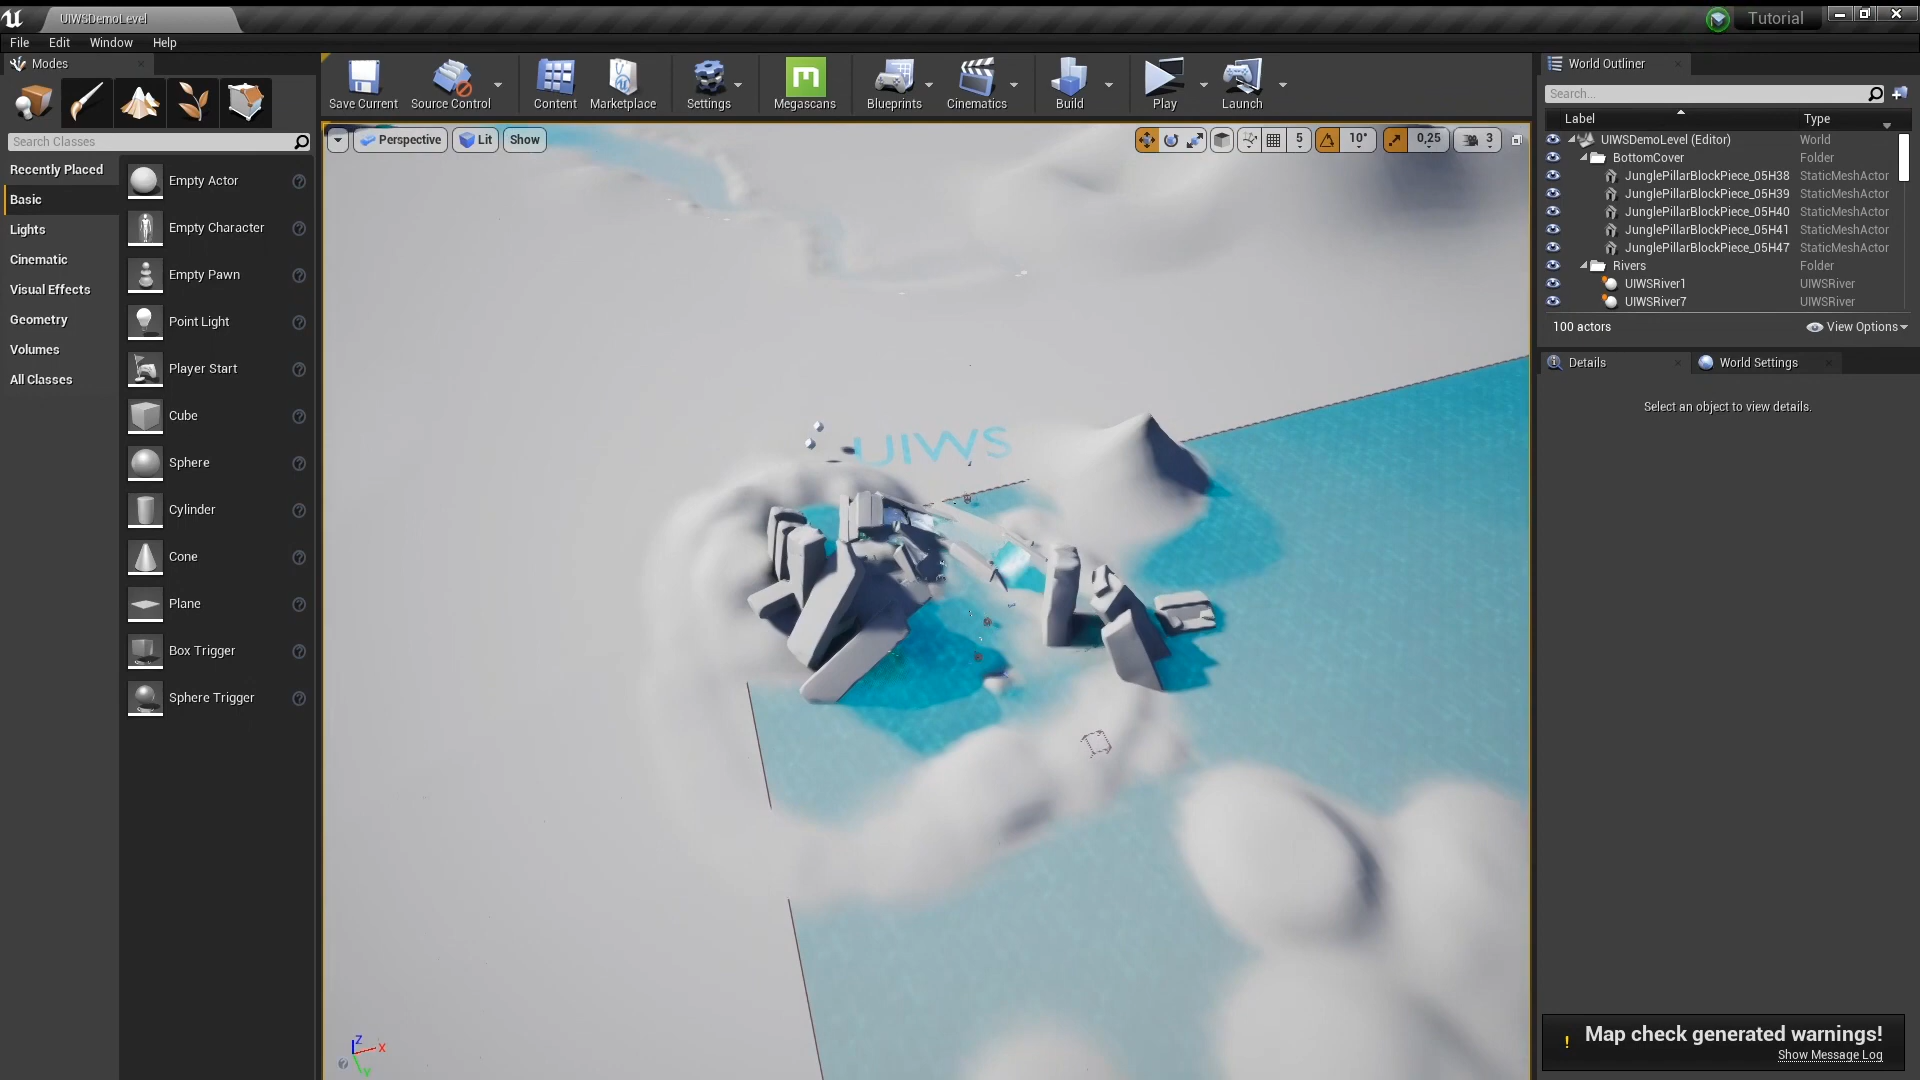 UIWSDemoLevel
Tutorial
File Edit Window Help
Modes
Search Classes
Recently Placed
Basic
Lights
Cinematic
Visual Effects
Geometry
Volumes
All Classes
Empty Actor
Empty Character
Empty Pawn
Point Light
Player Start
Cube
Sphere
Cylinder
Cone
Plane
Box Trigger
Sphere Trigger
Save Current Source Control Content Marketplace Settings Megascans Blueprints Cinematics Build Play Launch
Perspective Lit Show
5 10° 0,25 3
UIWS
Z
X
Y
World Outliner
Search...
Label Type
UIWSDemoLevel (Editor) World
BottomCover Folder
JunglePillarBlockPiece_05H38 StaticMeshActor
JunglePillarBlockPiece_05H39 StaticMeshActor
JunglePillarBlockPiece_05H40 StaticMeshActor
JunglePillarBlockPiece_05H41 StaticMeshActor
JunglePillarBlockPiece_05H47 StaticMeshActor
Rivers Folder
UIWSRiver1 UIWSRiver
UIWSRiver7 UIWSRiver
100 actors View Options
Details World Settings
Select an object to view details.
Map check generated warnings!
Show Message Log